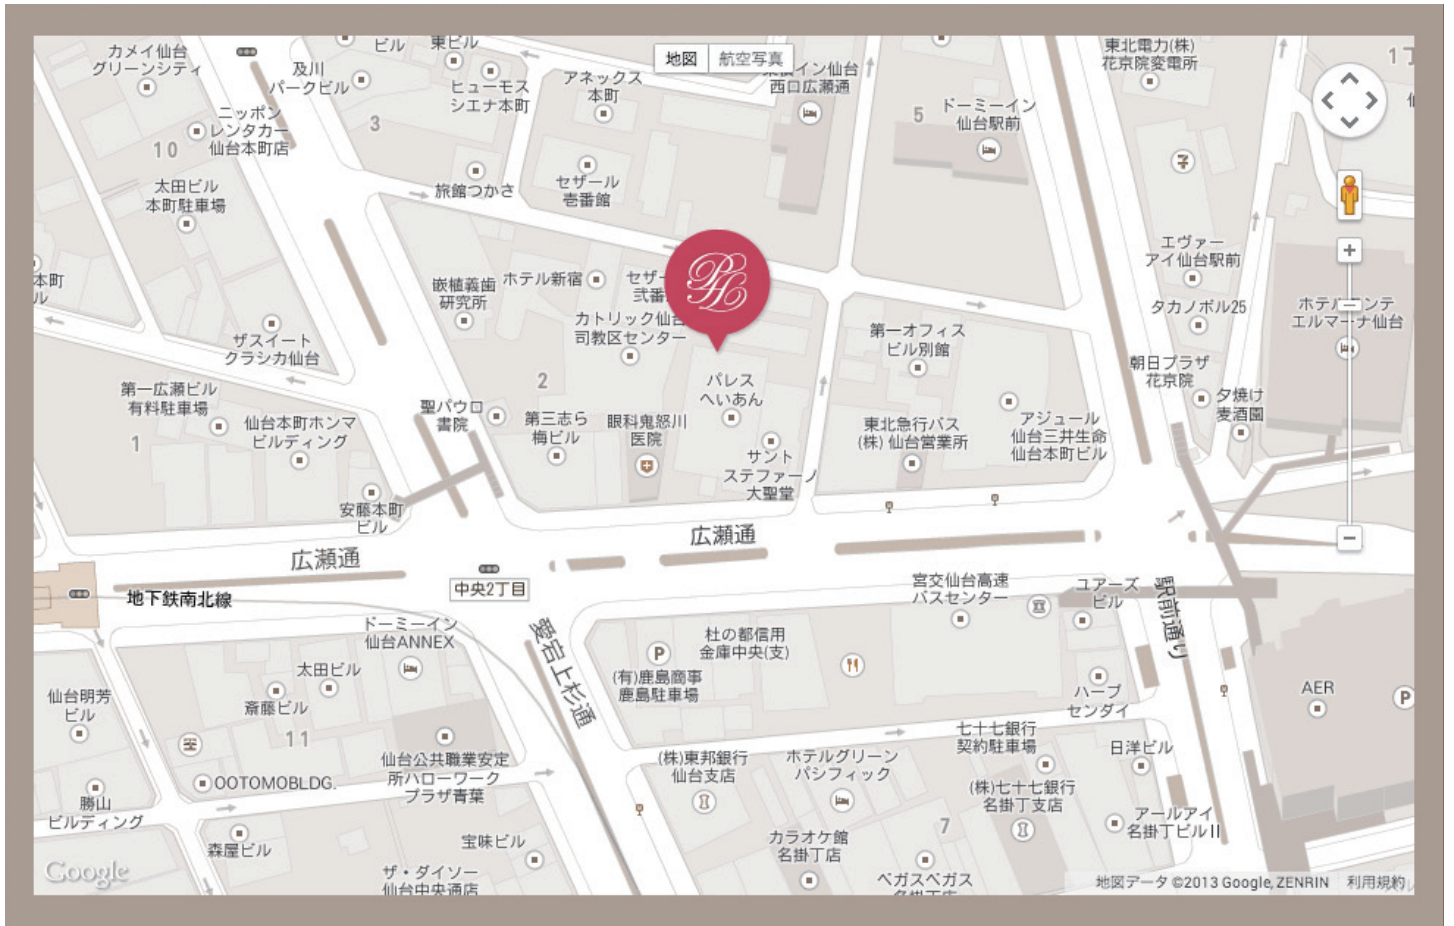 カメイ仙台
グリーンシティ
ビル
東ビル
及川
パークビル
ヒューモス
シエナ本町
アネックス
本町
地図
航空写真
イン仙台
西口広瀬通
東北電力(株)
花京院変電所
ニッポン
レンタカー
仙台本町店
3
10
5
ドーミーイン
仙台駅前
太田ビル
本町駐車場
旅館つかさ
セザール
壱番館
エヴァー
アイ仙台駅前
本町
ル
嵌植義歯
研究所
ホテル新宿
セザー
弐番
PH
タカノボル25
ホテル
エルマーナ仙台
カトリック仙台
司教区センター
ザスイート
クラシカ仙台
第一オフィス
ビル別館
朝日プラザ
花京院
夕焼け
麦酒園
第一広瀬ビル
有料駐車場
2
パレス
へいあん
聖パウロ
書院
第三志ら
梅ビル
眼科鬼怒川
医院
仙台本町ホンマ
ビルディング
1
東北急行バス
(株) 仙台営業所
アジュール
仙台三井生命
仙台本町ビル
サント
ステファーノ
大聖堂
安藤本町
ビル
広瀬通
広瀬通
中央2丁目
地下鉄南北線
宮交仙台高速
バスセンター
ユアーズ
ビル
駅前通り
ドーミーイン
仙台ANNEX
愛宕上杉通
杜の都信用
金庫中央(支)
P
(有)鹿島商事
鹿島駐車場
太田ビル
斎藤ビル
仙台明芳
ビル
ハーブ
センダイ
AER
P
11
仙台公共職業安定
所ハローワーク
プラザ青葉
(株)東邦銀行
仙台支店
ホテルグリーン
パシフィック
七十七銀行
契約駐車場
日洋ビル
OOTOMOBLDG.
勝山
ビルディング
(株)七十七銀行
名掛丁支店
アールアイ
名掛丁ビルII
7
森屋ビル
宝味ビル
カラオケ館
名掛丁店
Google
ザ・ダイソー
仙台中央通店
ベガスベガス
名掛丁店
地図データ ©2013 Google, ZENRIN
利用規約